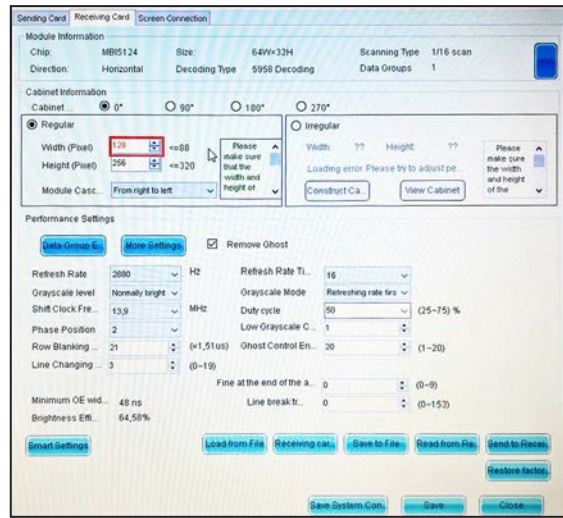 Sending Card Receiving Card Screen Connection
Module Information
Chip: MBI5124 Size: 64W×32H Scanning Type 1/16 scan
Direction: Horizontal Decoding Type 5958 Decoding Data Groups 1
Cabinet Information
Cabinet ... 0° 90° 180° 270°
Regular Irregular
Width (Pixel) 128 <=88 Please make sure that the width and height of
Height (Pixel) 256 <=320
Module Casc... From right to left
Width: ?? Height: ?? Please make sure the width and height of the
Loading error. Please try to adjust pe...
Construct Ca... View Cabinet
Performance Settings
Data Group E... More Settings Remove Ghost
Refresh Rate 2880 Hz Refresh Rate Ti... 16
Grayscale level Normally bright Grayscale Mode Refreshing rate firs
Shift Clock Fre... 13,9 MHz Duty cycle 50 (25~75) %
Phase Position 2 Low Grayscale C... 1
Row Blanking ... 21 (=1,51us) Ghost Control En... 20 (1~20)
Line Changing ... 3 (0~19)
Fine at the end of the a... 0 (0~9)
Minimum OE wid... 48 ns Line break tr... 0 (0~153)
Brightness Effi... 64,58%
Smart Settings Load from File Receiving car... Save to File Read from Re... Send to Recei...
Restore factor...
Save System Con... Save Close